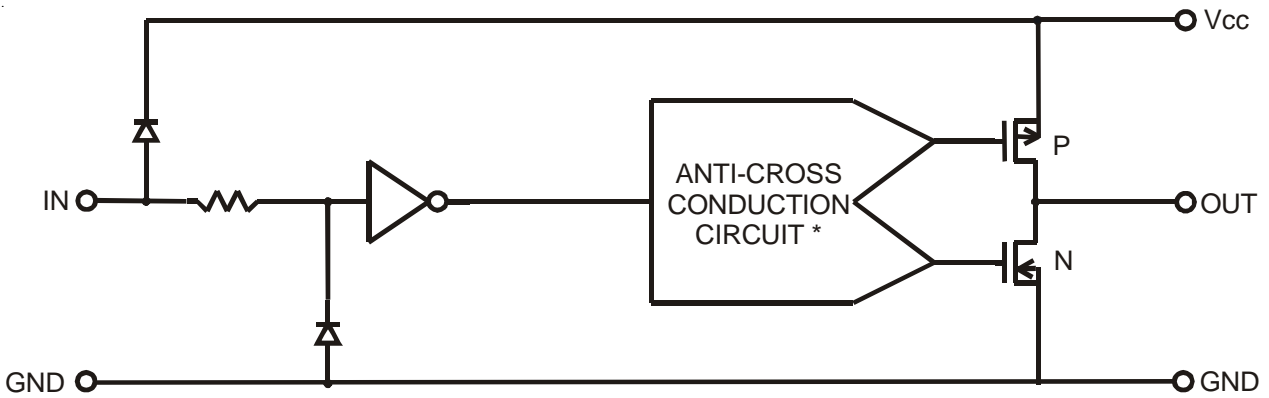 Vcc
P
ANTI-CROSS
CONDUCTION
CIRCUIT *
IN
OUT
N
GND
GND